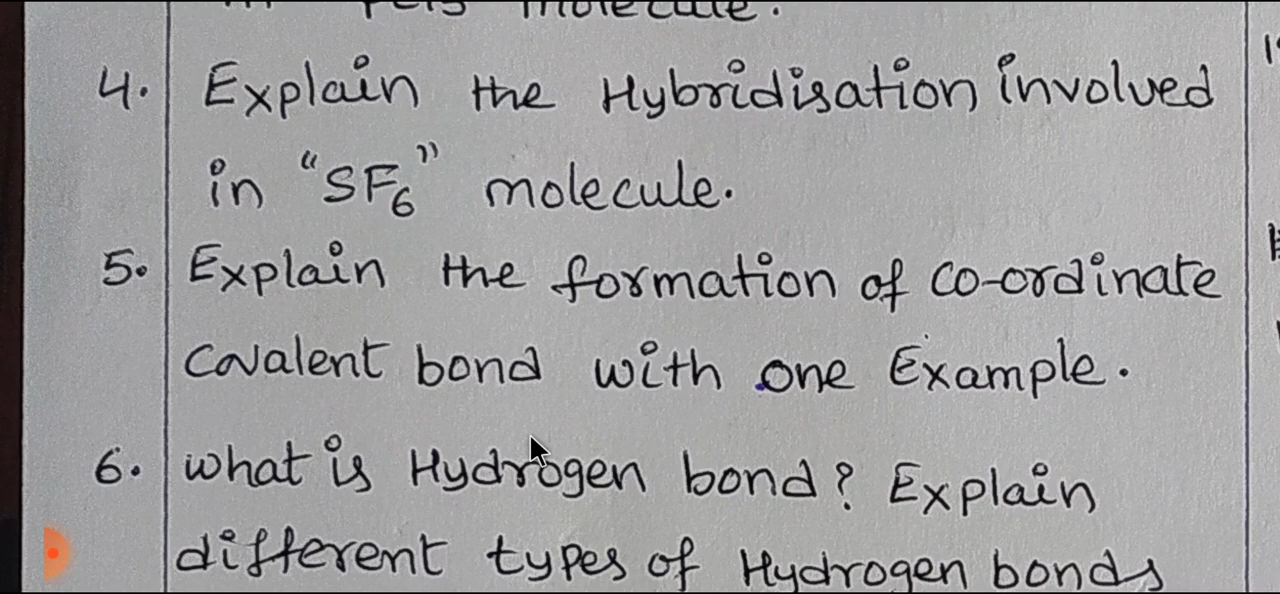 molecule.
4. Explain the Hybridisation involved
in "SF6" molecule.
5. Explain the formation of co-ordinate
covalent bond with one Example.
6. what is Hydrogen bond? Explain
different types of Hydrogen bonds